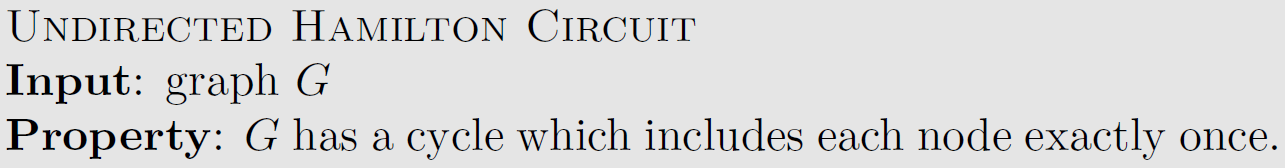 UNDIRECTED HAMILTON CIRCUIT
Input: graph G
Property: G has a cycle which includes each node exactly once.